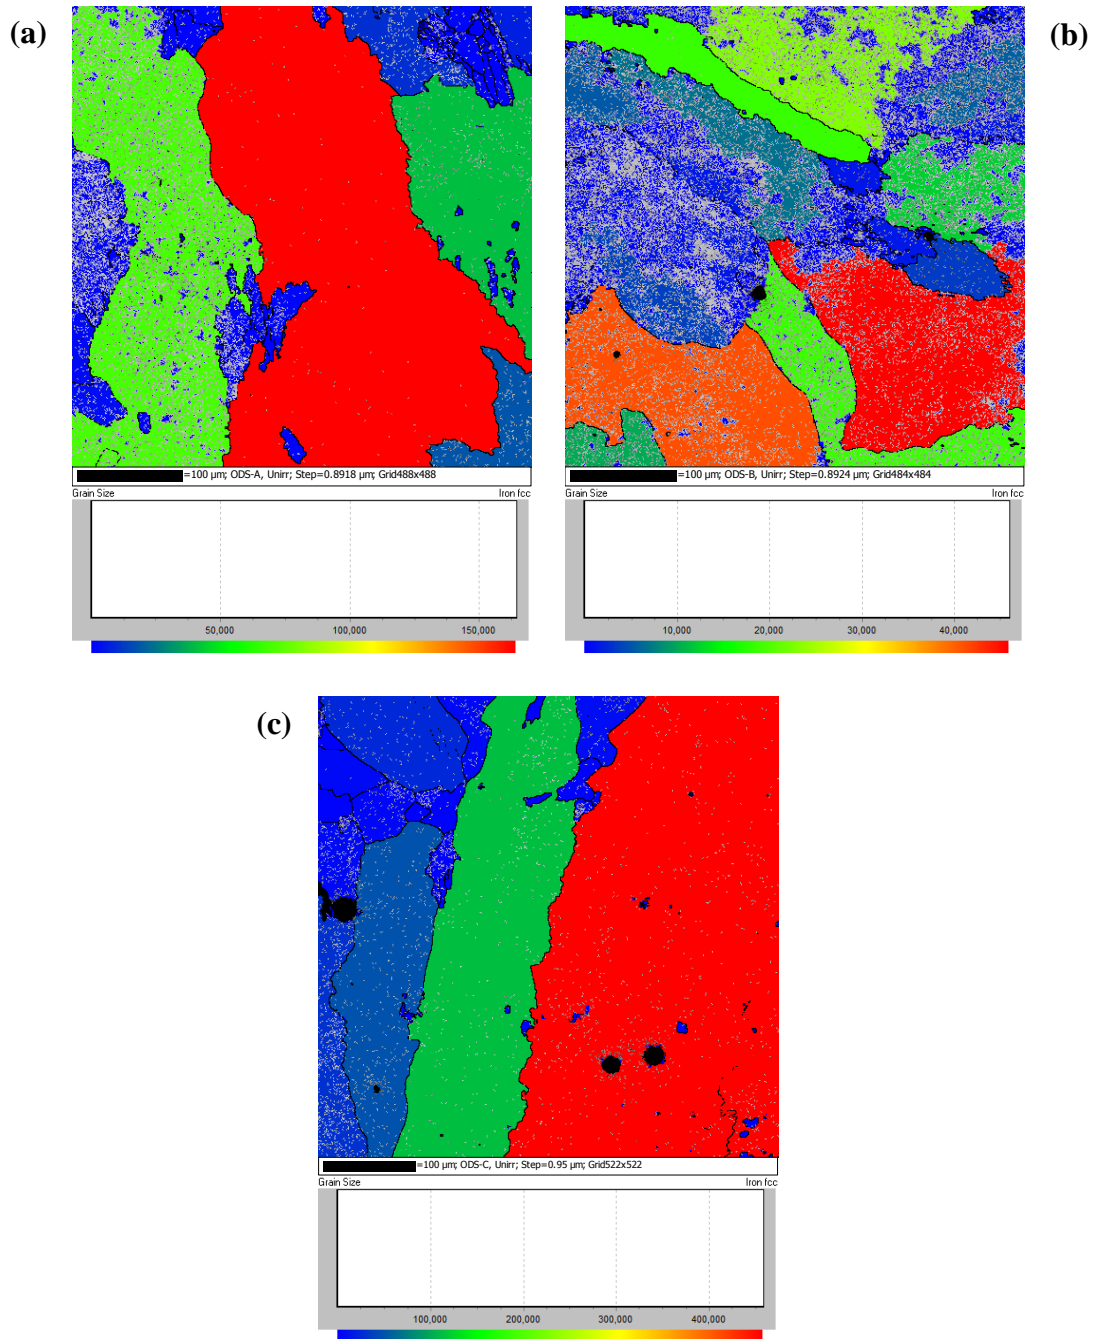 (a)
(b)
=100 µm; ODS-A, Unirr; Step=0.8918 µm; Grid488x488
Grain Size Iron fcc
50,000 100,000 150,000
=100 µm; ODS-B, Unirr; Step=0.8924 µm; Grid484x484
Grain Size Iron fcc
10,000 20,000 30,000 40,000
(c)
=100 µm; ODS-C, Unirr; Step=0.95 µm; Grid522x522
Grain Size Iron fcc
100,000 200,000 300,000 400,000